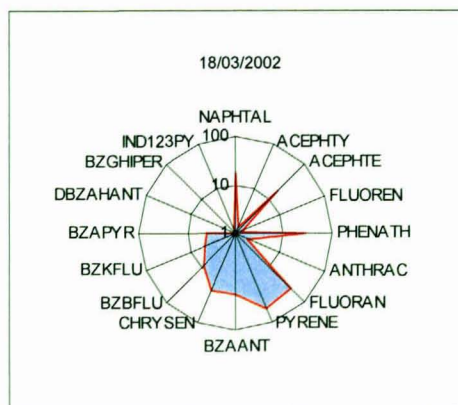 18/03/2002
NAPHTAL
IND123PY
ACEPHTY
100
BZGHIPER
ACEPHTE
DBZAHANT
10
FLUOREN
BZAPYR
1
PHENATH
BZKFLU
ANTHRAC
BZBFLU
FLUORAN
CHRYSEN
PYRENE
BZAANT